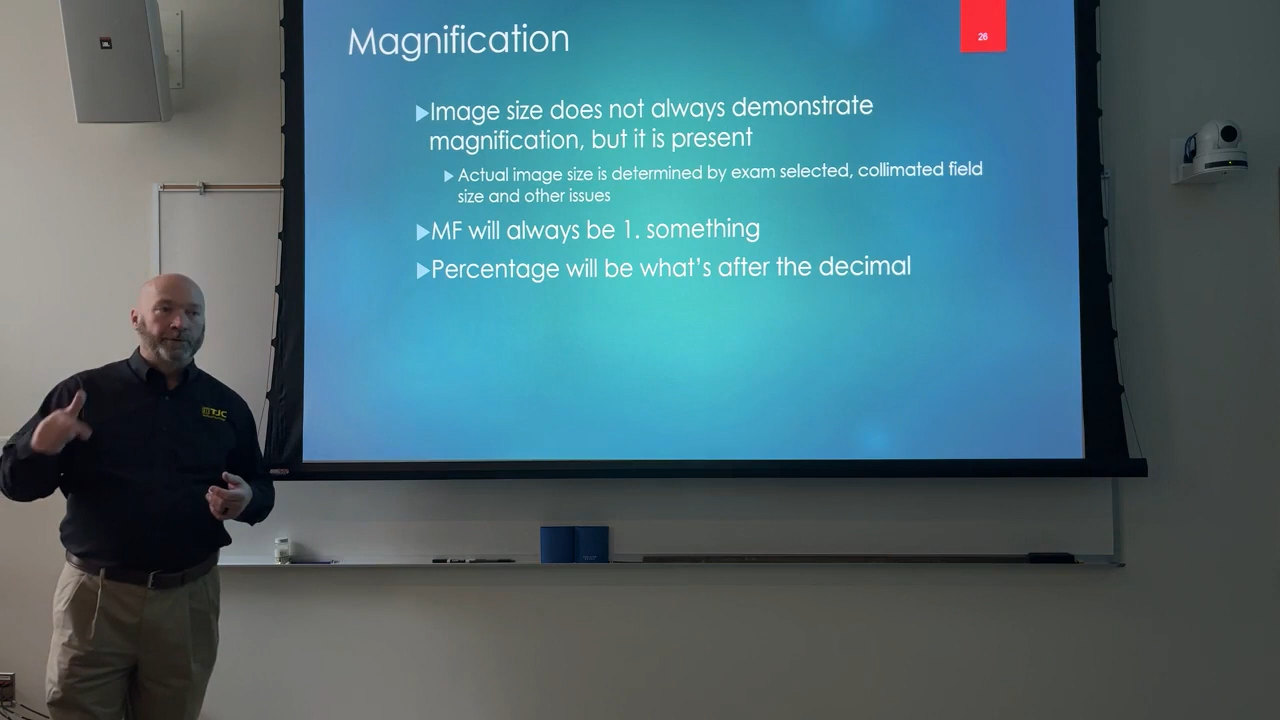 JBL
Magnification
26
▶Image size does not always demonstrate
magnification, but it is present
▶Actual image size is determined by exam selected, collimated field
size and other issues
▶MF will always be 1. something
▶Percentage will be what's after the decimal
TJC